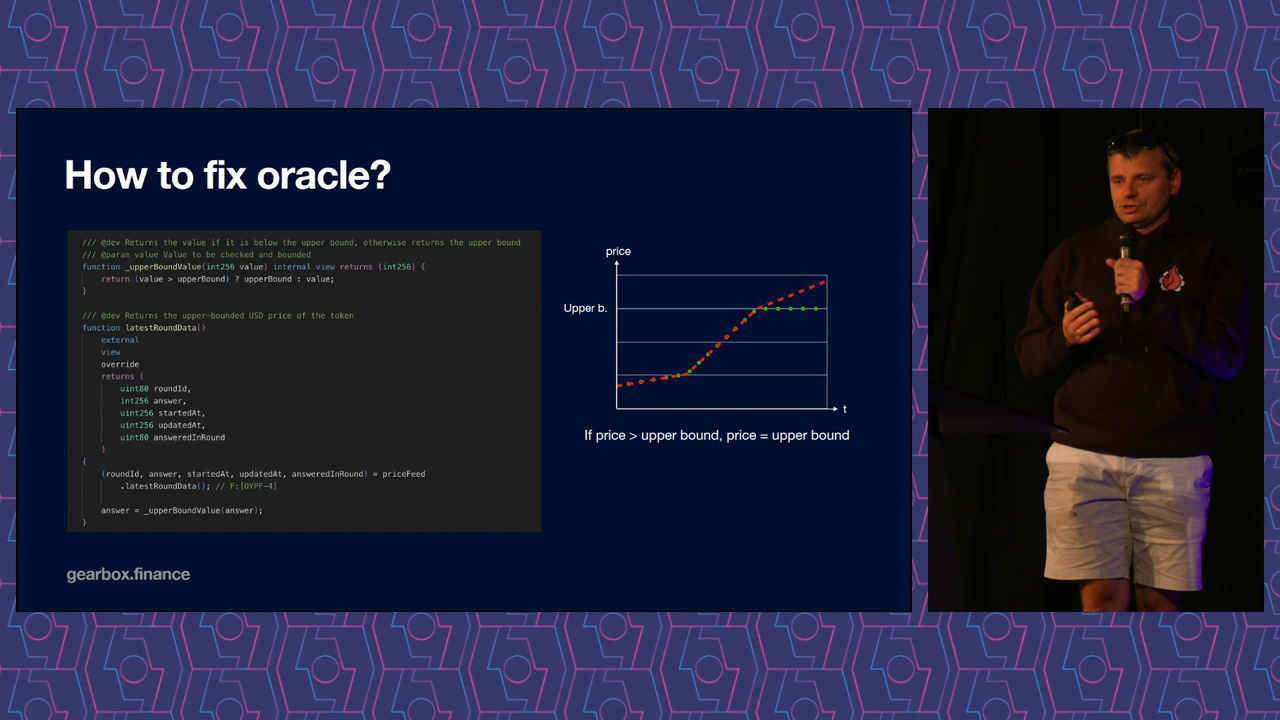 How to fix oracle?
/// @dev Returns the value if it is below the upper bound, otherwise returns the upper bound
/// @param value Value to be checked and bounded
function _upperBoundValue(int256 value) internal view returns (int256) {
return (value > upperBound) ? upperBound : value;
}
/// @dev Returns the upper-bounded USD price of the token
function latestRoundData()
external
view
override
returns (
uint80 roundId,
int256 answer,
uint256 startedAt,
uint256 updatedAt,
uint80 answeredInRound
)
{
(roundId, answer, startedAt, updatedAt, answeredInRound) = priceFeed
.latestRoundData(); // F:[OYPF-4]
answer = _upperBoundValue(answer);
}
price
Upper b.
t
If price > upper bound, price = upper bound
gearbox.finance